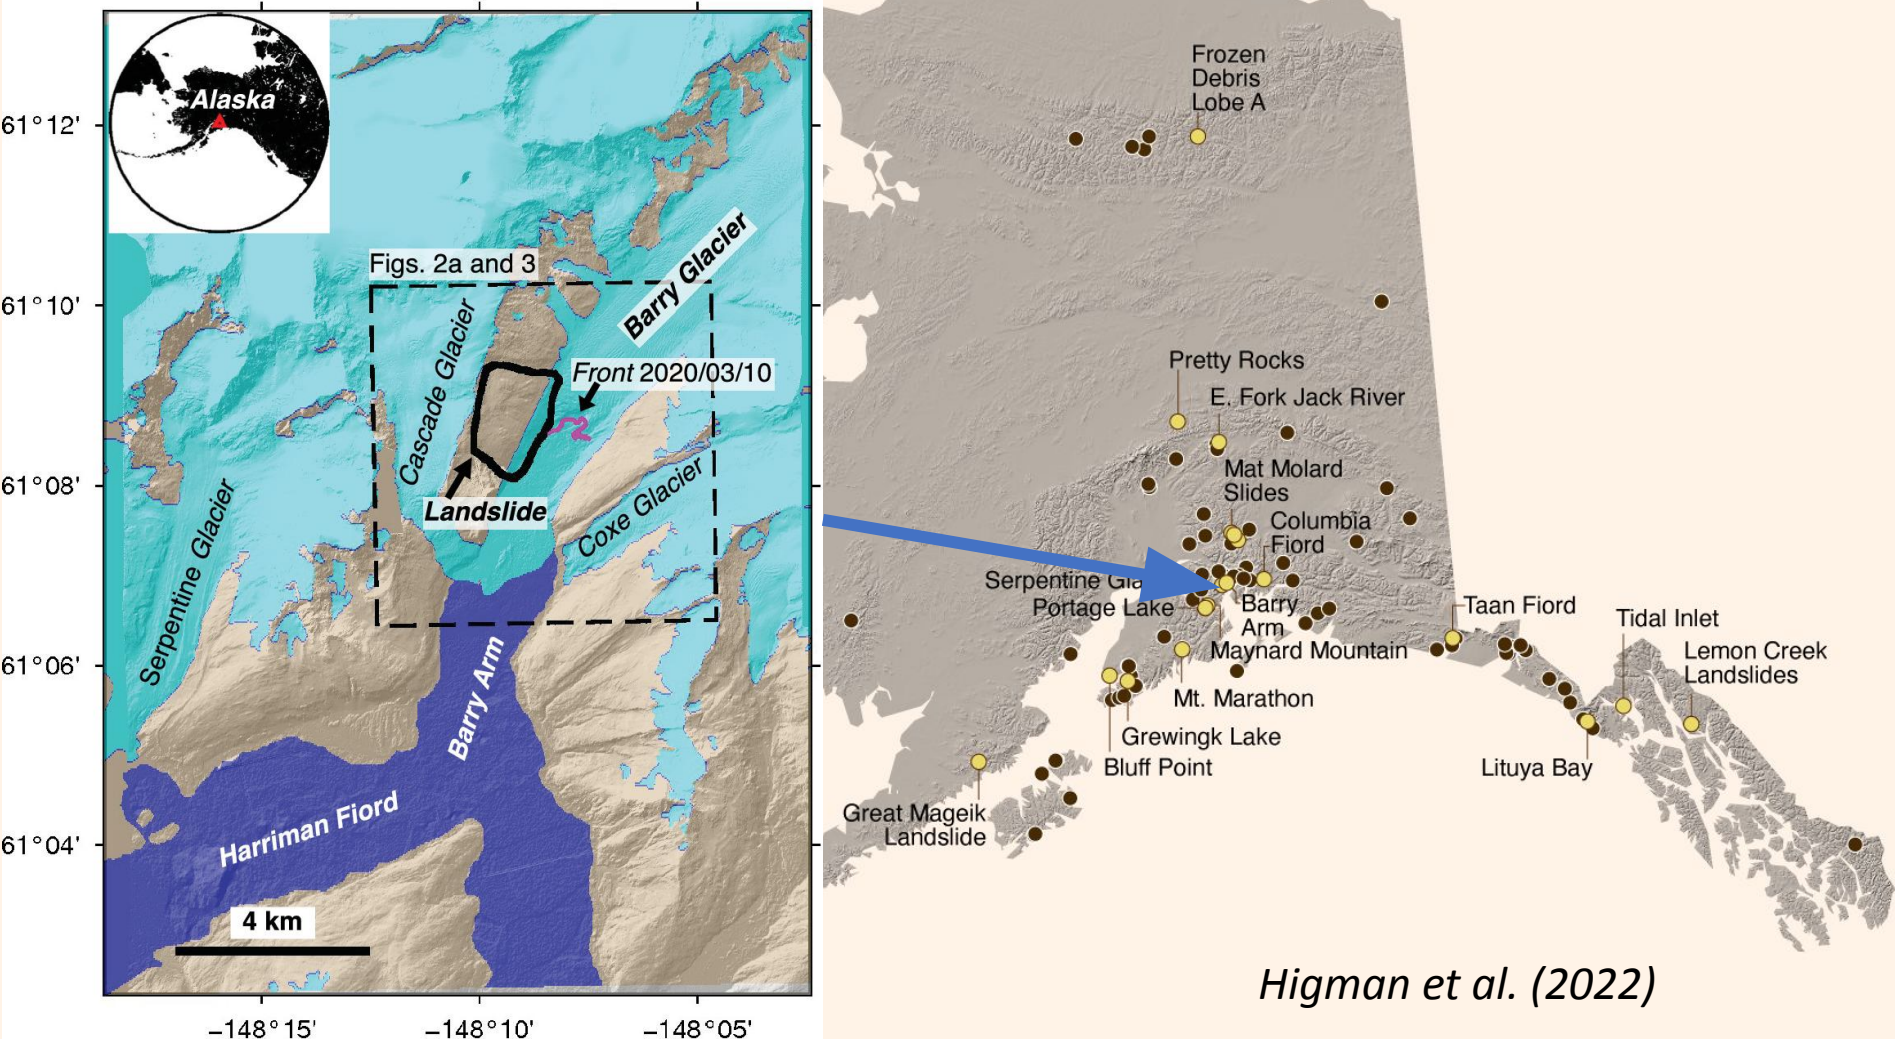 Alaska
61°12'
61°10'
61°08'
61°06'
61°04'
−148°15'
−148°10'
−148°05'
Figs. 2a and 3
Barry Glacier
Cascade Glacier
Front 2020/03/10
Landslide
Coxe Glacier
Serpentine Glacier
Barry Arm
Harriman Fiord
4 km
Frozen
Debris
Lobe A
Pretty Rocks
E. Fork Jack River
Mat Molard
Slides
Columbia
Fiord
Serpentine Gla
Portage Lake
Barry
Arm
Maynard Mountain
Mt. Marathon
Grewingk Lake
Bluff Point
Great Mageik
Landslide
Taan Fiord
Tidal Inlet
Lemon Creek
Landslides
Lituya Bay
Higman et al. (2022)